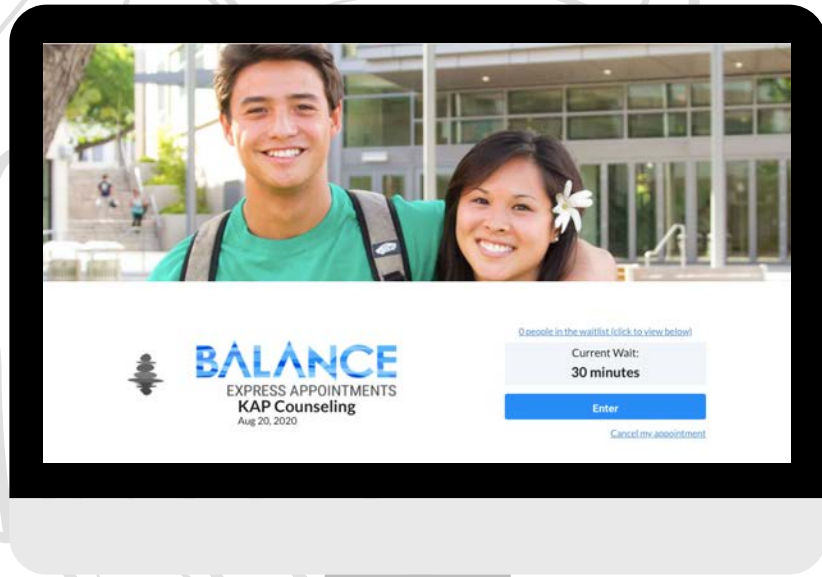 0 people in the waitlist (click to view below)
Current Wait:
30 minutes
Enter
Cancel my appointment
BALANCE
EXPRESS APPOINTMENTS
KAP Counseling
Aug 20, 2020